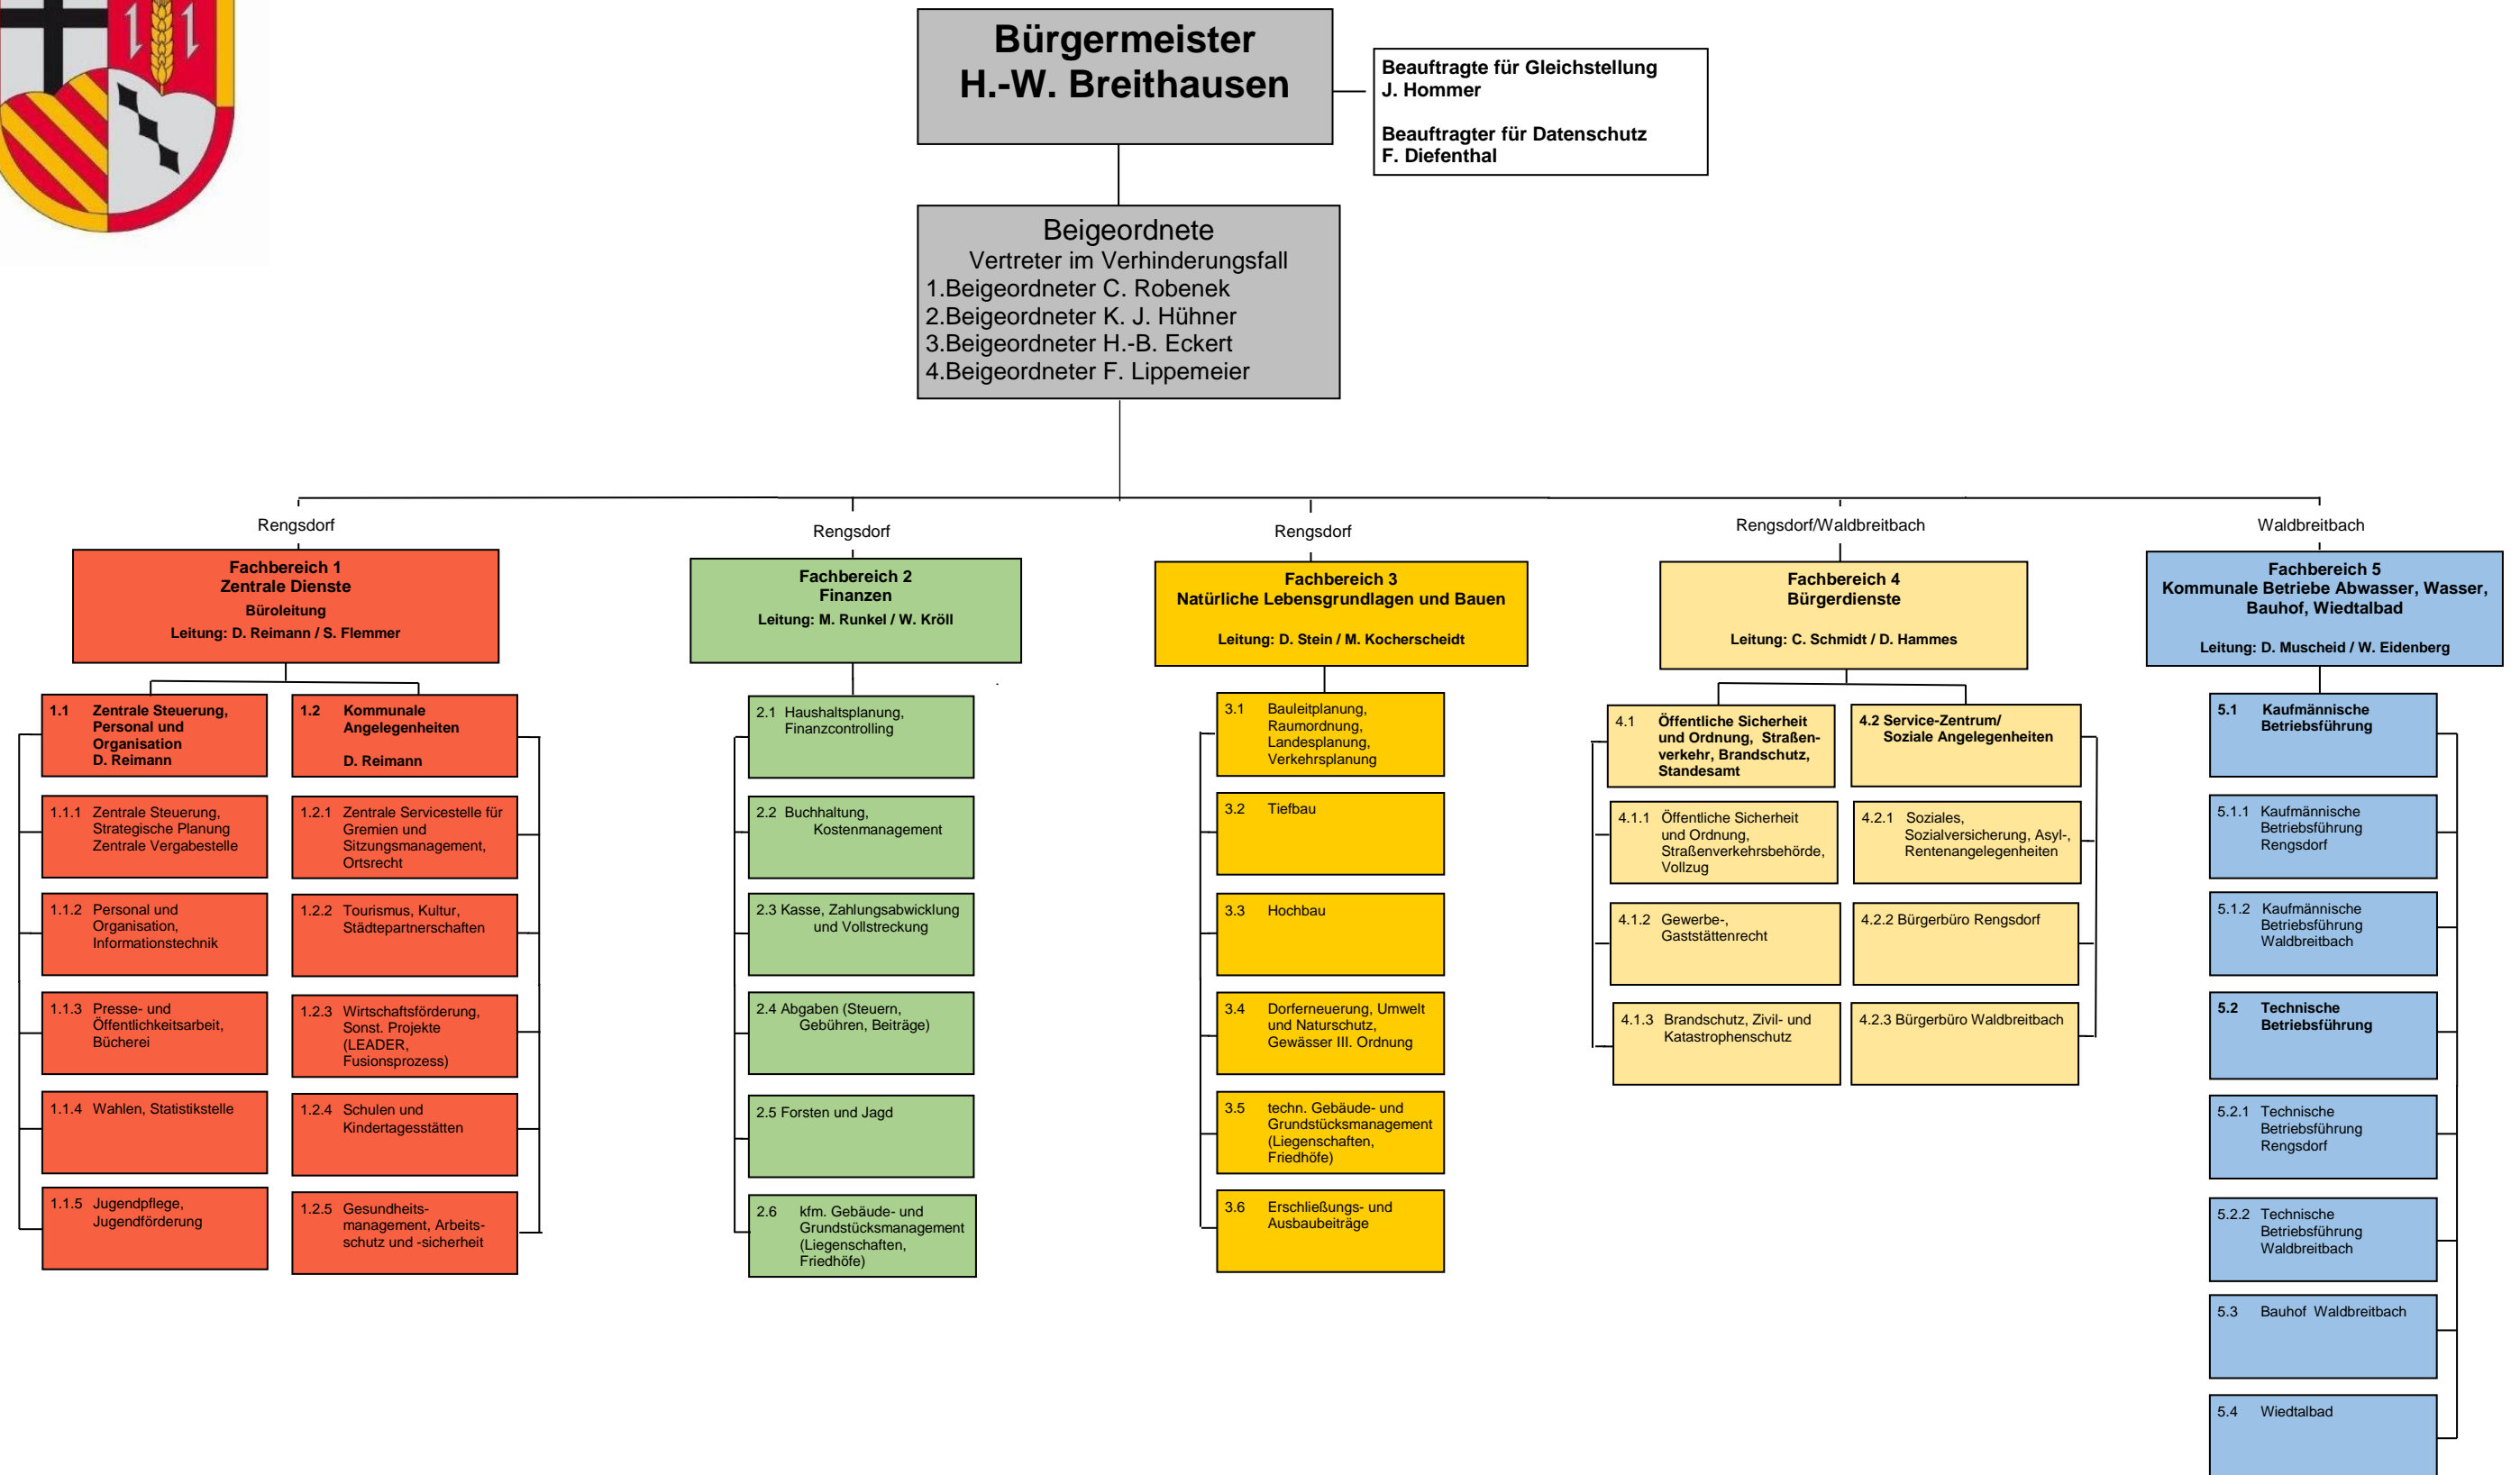 Bürgermeister
H.-W. Breithausen
Beauftragte für Gleichstellung
J. Hommer
Beauftragter für Datenschutz
F. Diefenthal
Beigeordnete
Vertreter im Verhinderungsfall
1.Beigeordneter C. Robenek
2.Beigeordneter K. J. Hühner
3.Beigeordneter H.-B. Eckert
4.Beigeordneter F. Lippemeier
Rengsdorf
Fachbereich 1
Zentrale Dienste
Büroleitung
Leitung: D. Reimann / S. Flemmer
1.1 Zentrale Steuerung,
Personal und
Organisation
D. Reimann
1.1.1 Zentrale Steuerung,
Strategische Planung
Zentrale Vergabestelle
1.1.2 Personal und
Organisation,
Informationstechnik
1.1.3 Presse- und
Öffentlichkeitsarbeit,
Bücherei
1.1.4 Wahlen, Statistikstelle
1.1.5 Jugendpflege,
Jugendförderung
1.2 Kommunale
Angelegenheiten
D. Reimann
1.2.1 Zentrale Servicestelle für
Gremien und
Sitzungsmanagement,
Ortsrecht
1.2.2 Tourismus, Kultur,
Städtepartnerschaften
1.2.3 Wirtschaftsförderung,
Sonst. Projekte
(LEADER,
Fusionsprozess)
1.2.4 Schulen und
Kindertagesstätten
1.2.5 Gesundheits-
management, Arbeits-
schutz und -sicherheit
Rengsdorf
Fachbereich 2
Finanzen
Leitung: M. Runkel / W. Kröll
2.1 Haushaltsplanung,
Finanzcontrolling
2.2 Buchhaltung,
Kostenmanagement
2.3 Kasse, Zahlungsabwicklung
und Vollstreckung
2.4 Abgaben (Steuern,
Gebühren, Beiträge)
2.5 Forsten und Jagd
2.6 kfm. Gebäude- und
Grundstücksmanagement
(Liegenschaften,
Friedhöfe)
Rengsdorf
Fachbereich 3
Natürliche Lebensgrundlagen und Bauen
Leitung: D. Stein / M. Kocherscheidt
3.1 Bauleitplanung,
Raumordnung,
Landesplanung,
Verkehrsplanung
3.2 Tiefbau
3.3 Hochbau
3.4 Dorferneuerung, Umwelt
und Naturschutz,
Gewässer III. Ordnung
3.5 techn. Gebäude- und
Grundstücksmanagement
(Liegenschaften,
Friedhöfe)
3.6 Erschließungs- und
Ausbaubeiträge
Rengsdorf/Waldbreitbach
Fachbereich 4
Bürgerdienste
Leitung: C. Schmidt / D. Hammes
4.1 Öffentliche Sicherheit
und Ordnung, Straßen-
verkehr, Brandschutz,
Standesamt
4.1.1 Öffentliche Sicherheit
und Ordnung,
Straßenverkehrsbehörde,
Vollzug
4.1.2 Gewerbe-,
Gaststättenrecht
4.1.3 Brandschutz, Zivil- und
Katastrophenschutz
4.2 Service-Zentrum/
Soziale Angelegenheiten
4.2.1 Soziales,
Sozialversicherung, Asyl-,
Rentenangelegenheiten
4.2.2 Bürgerbüro Rengsdorf
4.2.3 Bürgerbüro Waldbreitbach
Waldbreitbach
Fachbereich 5
Kommunale Betriebe Abwasser, Wasser,
Bauhof, Wiedtalbad
Leitung: D. Muscheid / W. Eidenberg
5.1 Kaufmännische
Betriebsführung
5.1.1 Kaufmännische
Betriebsführung
Rengsdorf
5.1.2 Kaufmännische
Betriebsführung
Waldbreitbach
5.2 Technische
Betriebsführung
5.2.1 Technische
Betriebsführung
Rengsdorf
5.2.2 Technische
Betriebsführung
Waldbreitbach
5.3 Bauhof Waldbreitbach
5.4 Wiedtalbad